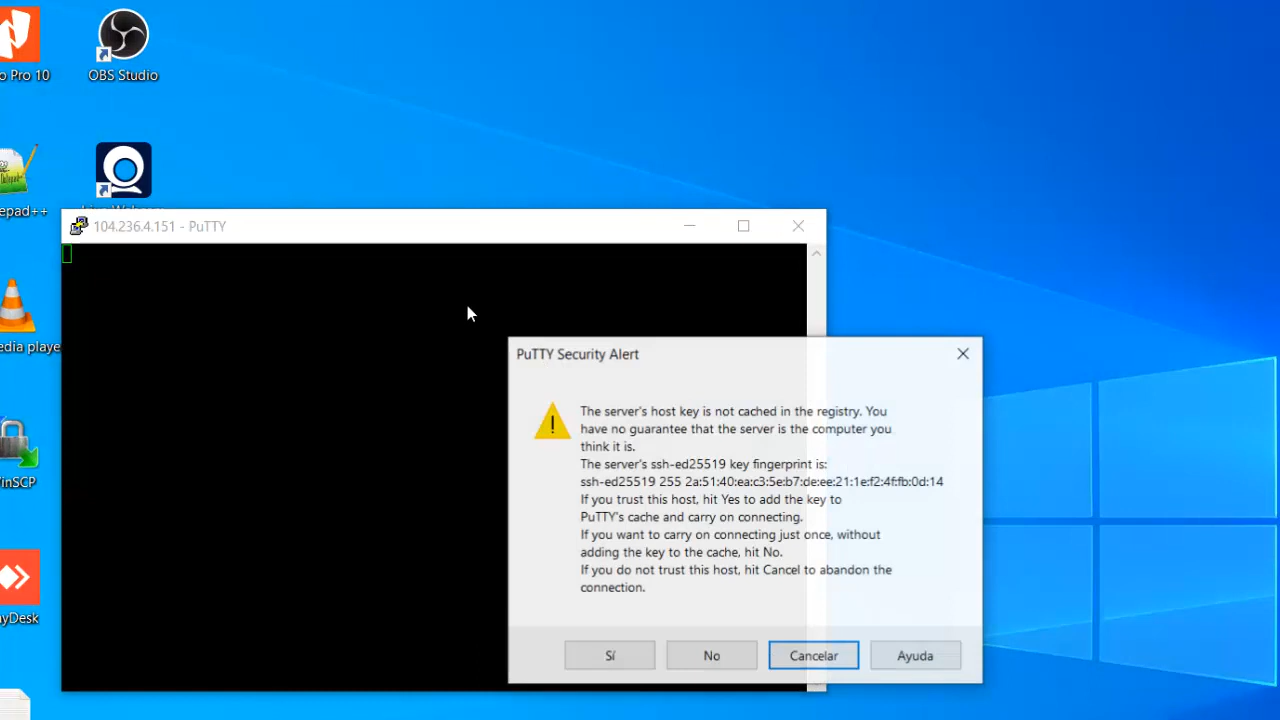 o Pro 10
OBS Studio
epad++
104.236.4.151 - PuTTY
edia playe
PuTTY Security Alert
The server's host key is not cached in the registry. You
have no guarantee that the server is the computer you
think it is.
The server's ssh-ed25519 key fingerprint is:
ssh-ed25519 255 2a:51:40:ea:c3:5e:b7:de:ee:21:1e:f2:4f:fb:0d:14
If you trust this host, hit Yes to add the key to
PuTTY's cache and carry on connecting.
If you want to carry on connecting just once, without
adding the key to the cache, hit No.
If you do not trust this host, hit Cancel to abandon the
connection.
inSCP
yDesk
Sí
No
Cancelar
Ayuda